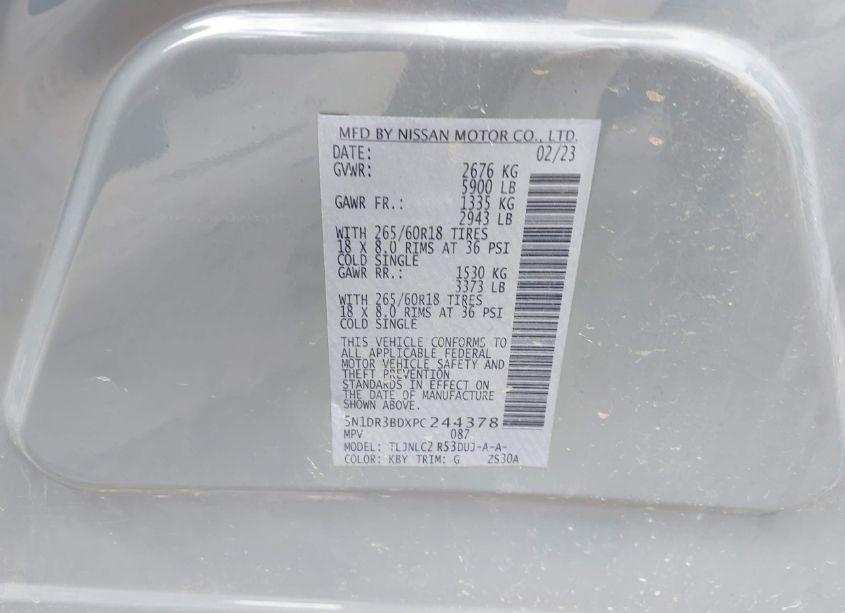 MFD BY NISSAN MOTOR CO., LTD.
DATE: 02/23
GVWR: 2676 KG
5900 LB
GAWR FR.: 1335 KG
2943 LB
WITH 265/60R18 TIRES
18 X 8.0 RIMS AT 36 PSI
COLD SINGLE
GAWR RR.: 1530 KG
3373 LB
WITH 265/60R18 TIRES
18 X 8.0 RIMS AT 36 PSI
COLD SINGLE
THIS VEHICLE CONFORMS TO
ALL APPLICABLE FEDERAL
MOTOR VEHICLE SAFETY AND
THEFT PREVENTION
STANDARDS IN EFFECT ON
THE DATE OF MANUFACTURE
SHOWN ABOVE.
5N1DR3BDXPC244378
MPV 087
MODEL: TLJNLC2 R53DUJ-A-A-
COLOR: KBY TRIM: G ZS30A